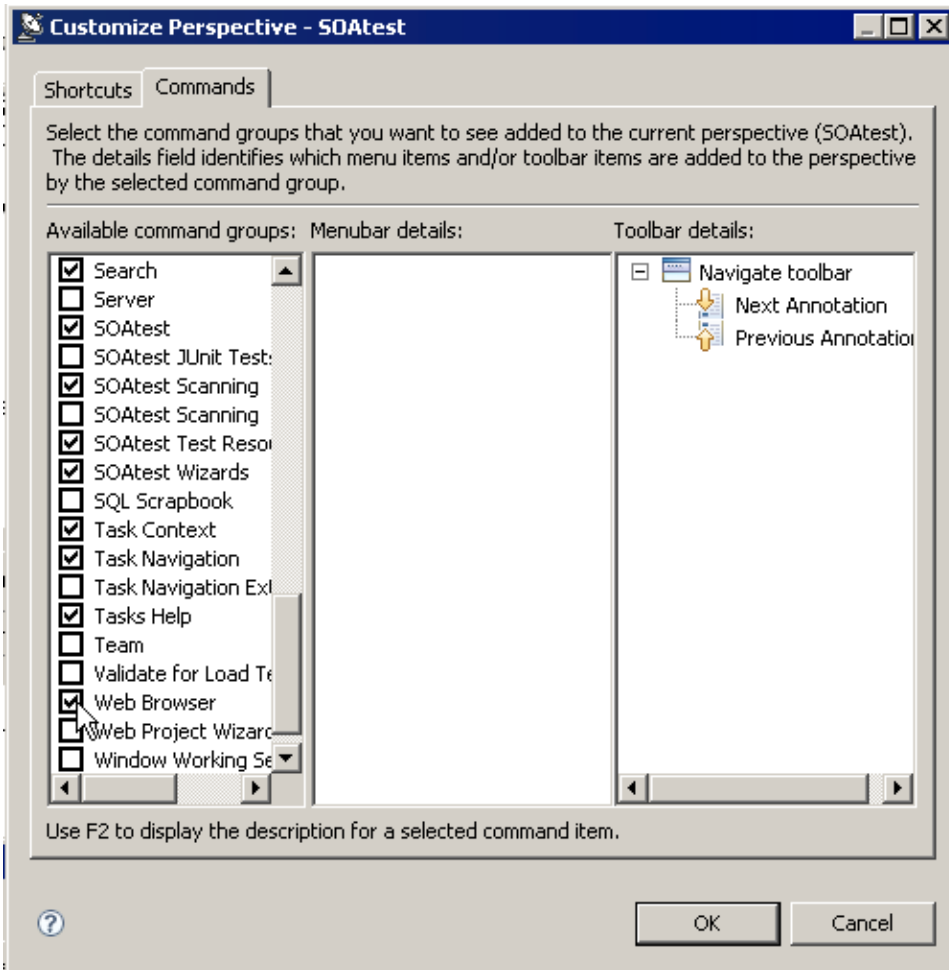 Customize Perspective - SOAtest
Shortcuts
Commands
Select the command groups that you want to see added to the current perspective (SOAtest).
The details field identifies which menu items and/or toolbar items are added to the perspective
by the selected command group.
Available command groups:
Menubar details:
Toolbar details:
Search
Server
SOAtest
SOAtest JUnit Tests
SOAtest Scanning
SOAtest Scanning
SOAtest Test Resou
SOAtest Wizards
SQL Scrapbook
Task Context
Task Navigation
Task Navigation Ext
Tasks Help
Team
Validate for Load Te
Web Browser
Web Project Wizard
Window Working Se
Navigate toolbar
Next Annotation
Previous Annotation
Use F2 to display the description for a selected command item.
OK
Cancel